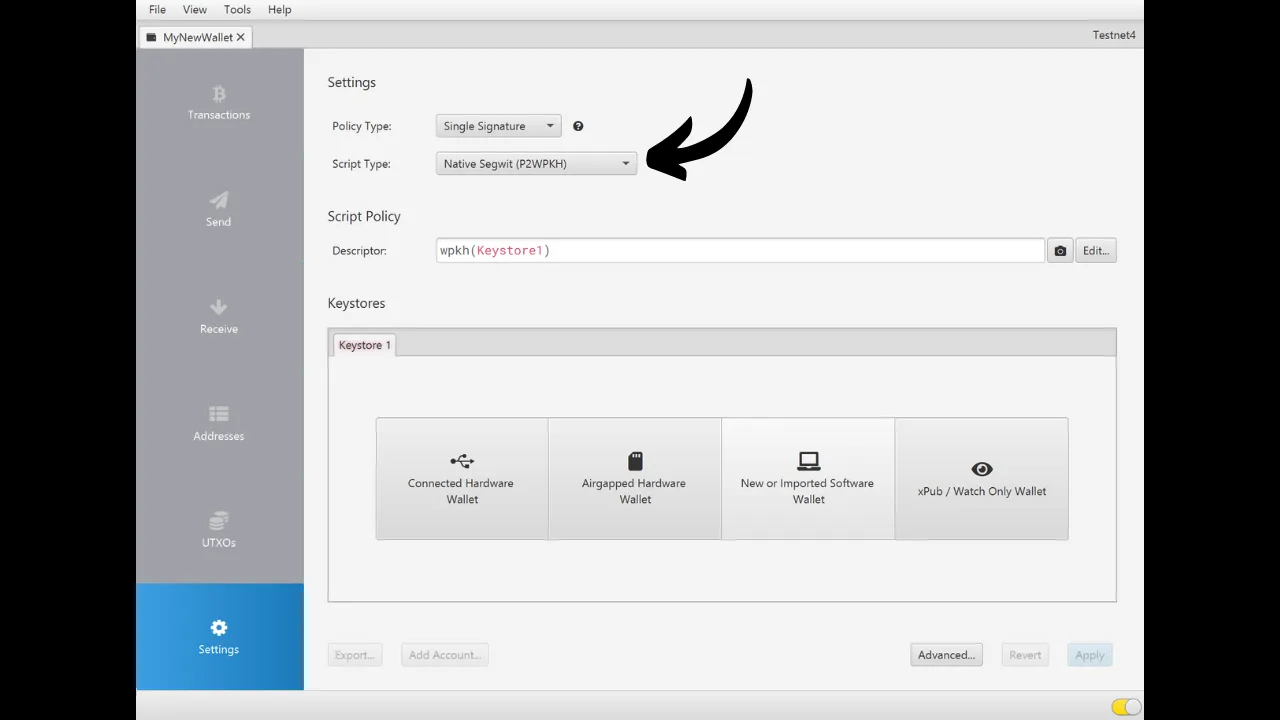 File View Tools Help
MyNewWallet
Testnet4
Transactions
Send
Receive
Addresses
UTXOs
Settings
Settings
Policy Type: Single Signature
Script Type: Native Segwit (P2WPKH)
Script Policy
Descriptor: wpkh(Keystore1) Edit...
Keystores
Keystore 1
Connected Hardware
Wallet
Airgapped Hardware
Wallet
New or Imported Software
Wallet
xPub / Watch Only Wallet
Export... Add Account... Advanced... Revert Apply